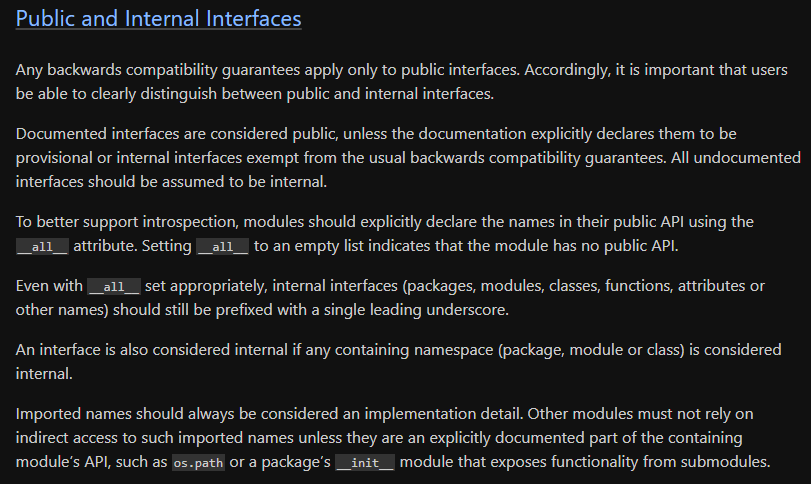 Public and Internal Interfaces
Any backwards compatibility guarantees apply only to public interfaces. Accordingly, it is important that users
be able to clearly distinguish between public and internal interfaces.
Documented interfaces are considered public, unless the documentation explicitly declares them to be
provisional or internal interfaces exempt from the usual backwards compatibility guarantees. All undocumented
interfaces should be assumed to be internal.
To better support introspection, modules should explicitly declare the names in their public API using the
__all__ attribute. Setting __all__ to an empty list indicates that the module has no public API.
Even with __all__ set appropriately, internal interfaces (packages, modules, classes, functions, attributes or
other names) should still be prefixed with a single leading underscore.
An interface is also considered internal if any containing namespace (package, module or class) is considered
internal.
Imported names should always be considered an implementation detail. Other modules must not rely on
indirect access to such imported names unless they are an explicitly documented part of the containing
module’s API, such as os.path or a package’s __init__ module that exposes functionality from submodules.